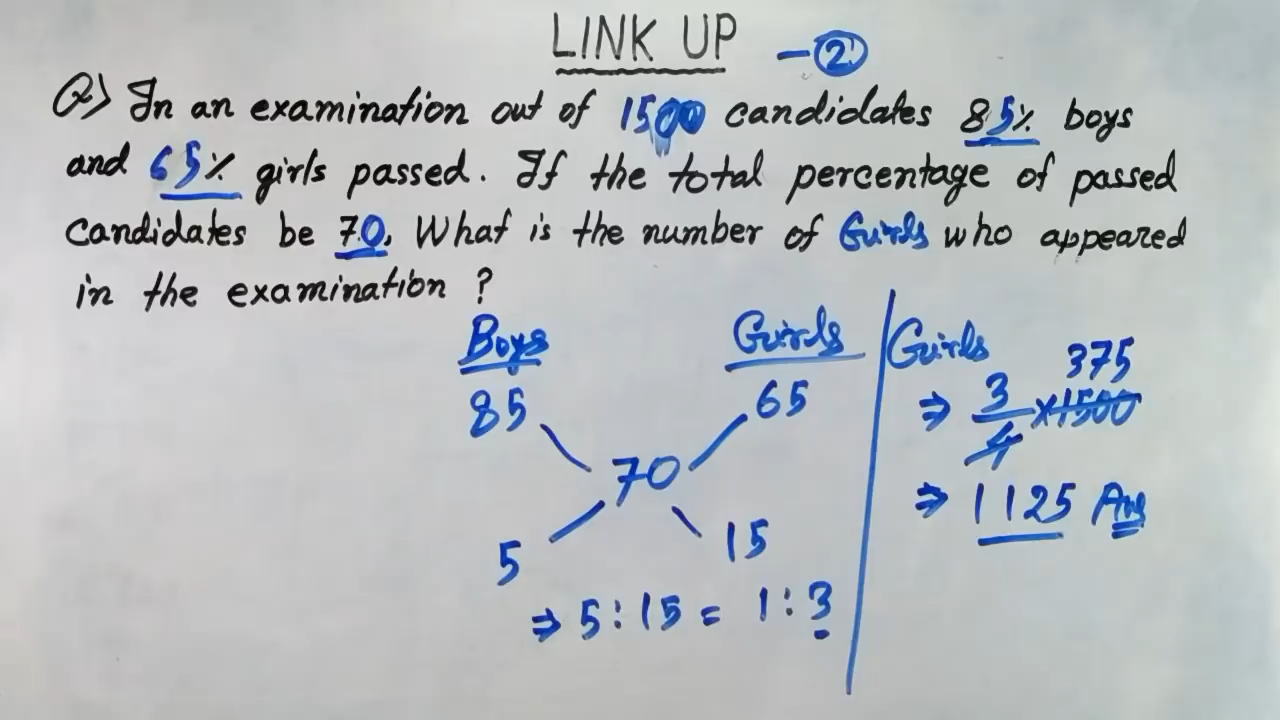 LINK UP - 2
Q> In an examination out of 1500 candidates 85% boys
and 65% girls passed. If the total percentage of passed
candidates be 70. What is the number of Girls who appeared
in the examination ?
Boys Girls
85 65
70
5 15
⇒ 5 : 15 = 1 : 3
Girls
375
⇒ 3/4 × 1500
⇒ 1125 Ans